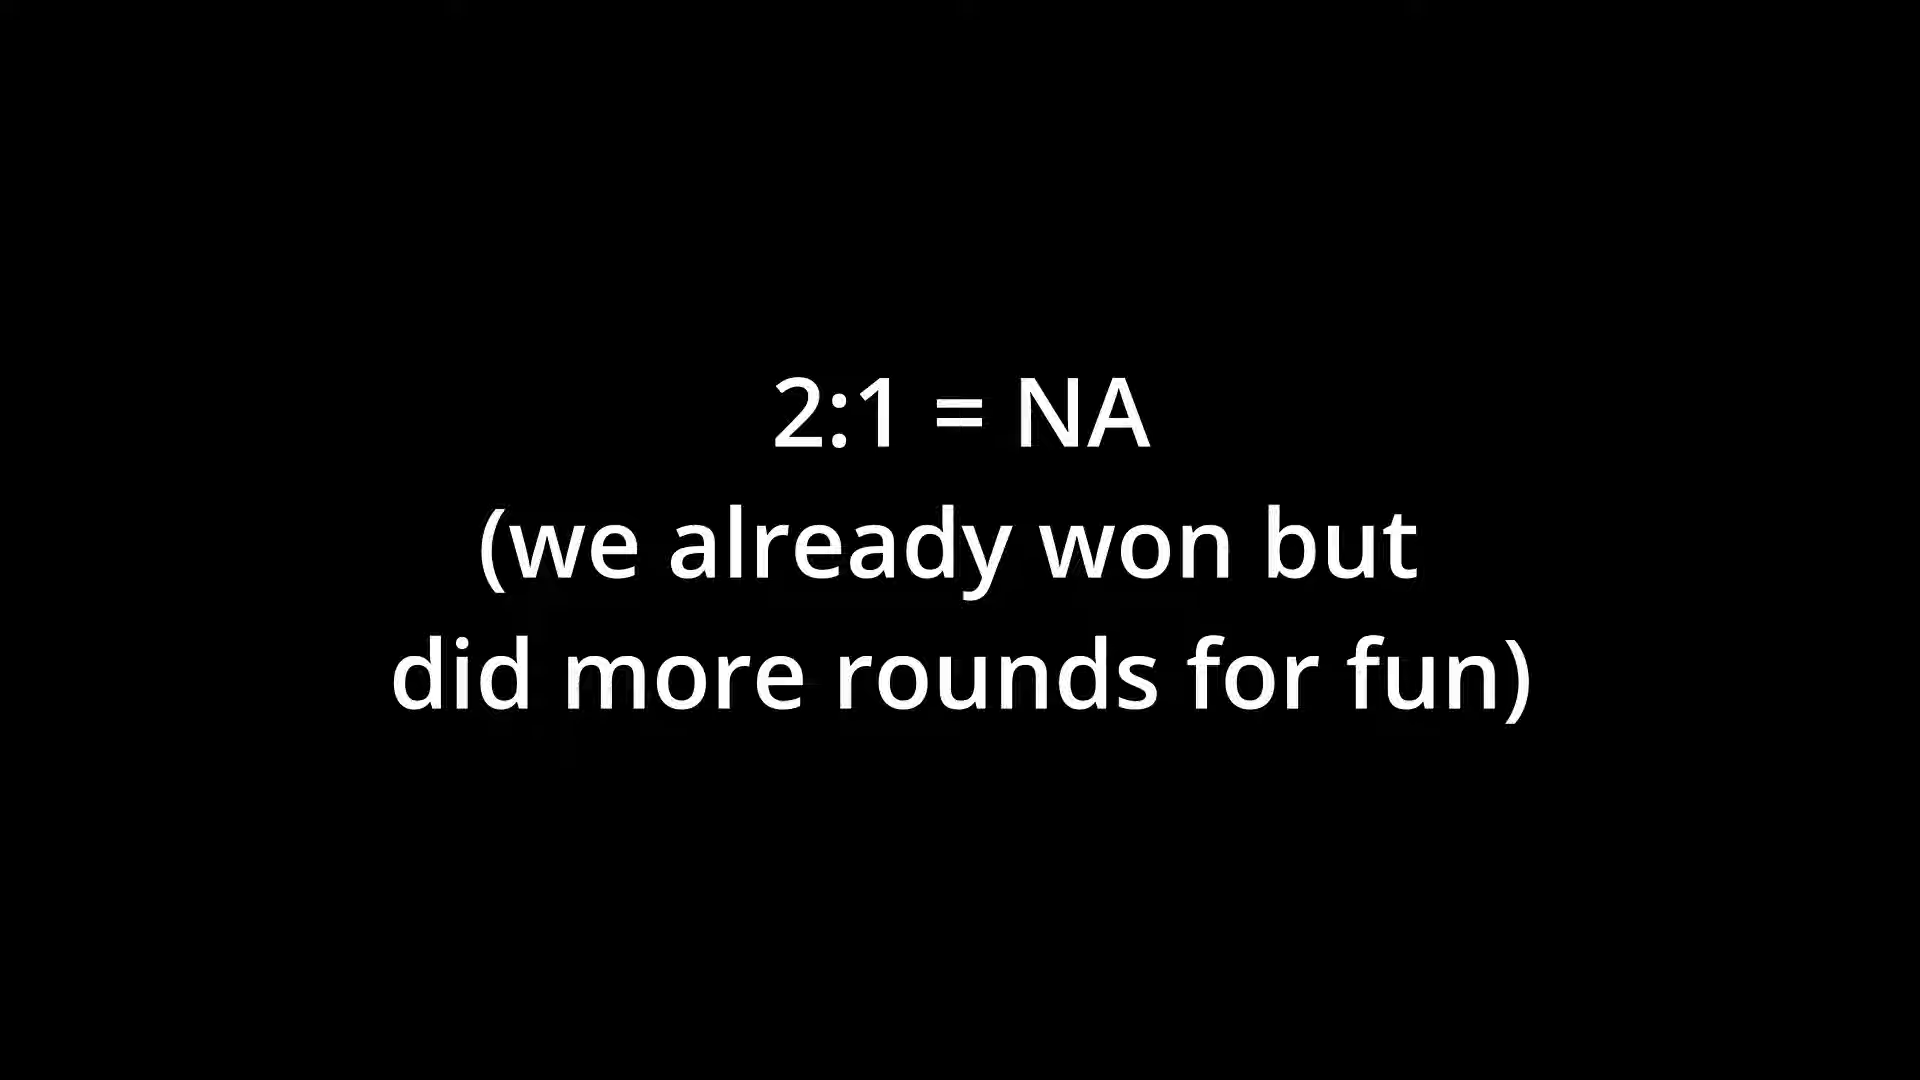 2:1 = NA
(we already won but
did more rounds for fun)